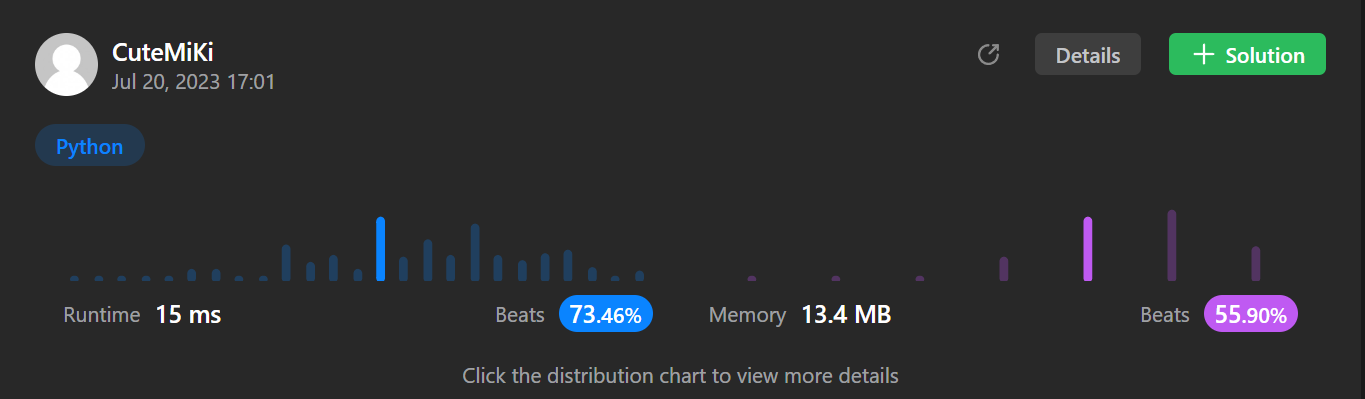 CuteMiKi
Jul 20, 2023 17:01
Details
+ Solution
Python
Runtime 15 ms Beats 73.46% Memory 13.4 MB Beats 55.90%
Click the distribution chart to view more details